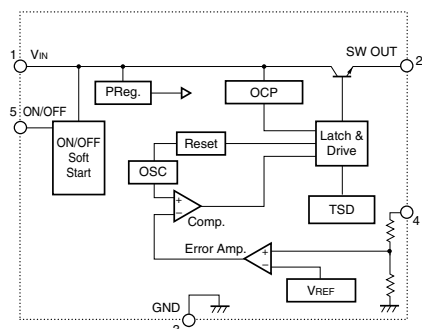 1 VIN SW OUT 2
PReg. OCP
5 ON/OFF
ON/OFF
Soft
Start
Reset
Latch &
Drive
OSC
+
−
Comp.
TSD
4
Error Amp.
+
−
VREF
GND
3